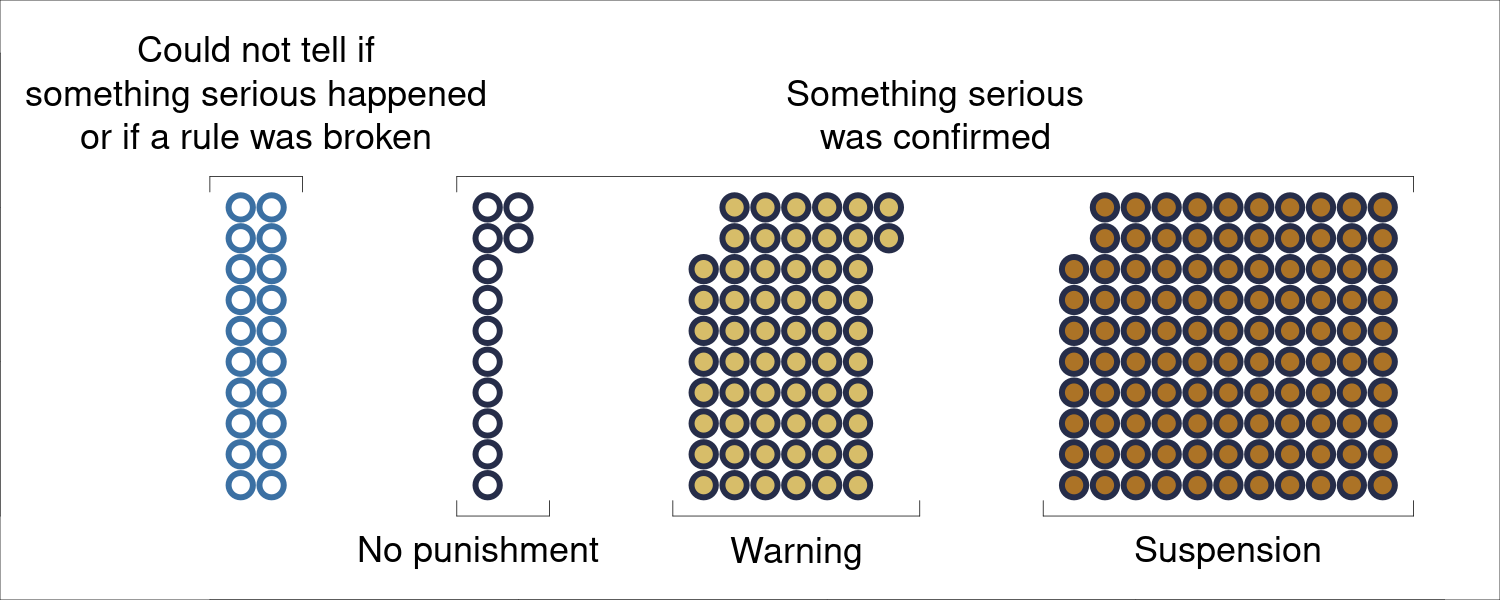 Could not tell if
something serious happened
or if a rule was broken
Something serious
was confirmed
No punishment
Warning
Suspension